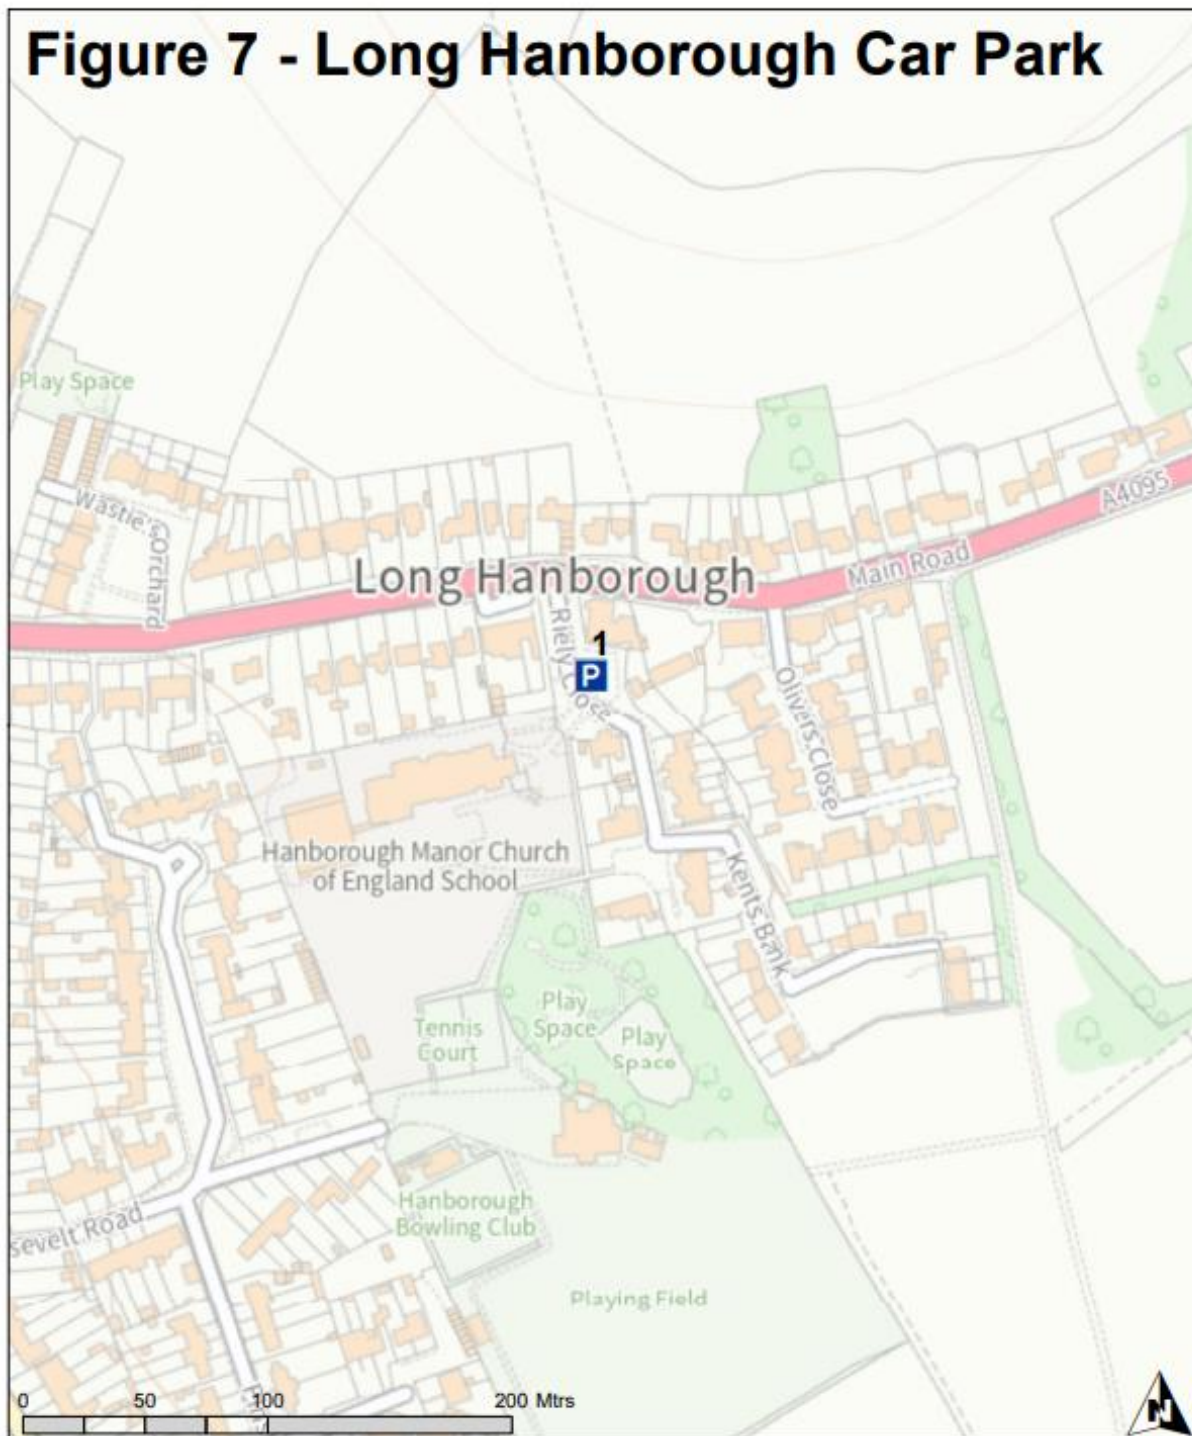 Figure 7 - Long Hanborough Car Park
Play Space
Wastie's
Orchard
A4095
Main Road
Long Hanborough
Riely Close
1
P
Olivers Close
Hanborough Manor Church
of England School
Kents Bank
Play
Space
Play
Space
Tennis
Court
Hanborough
Bowling Club
sevelt Road
Playing Field
0 50 100 200 Mtrs
N